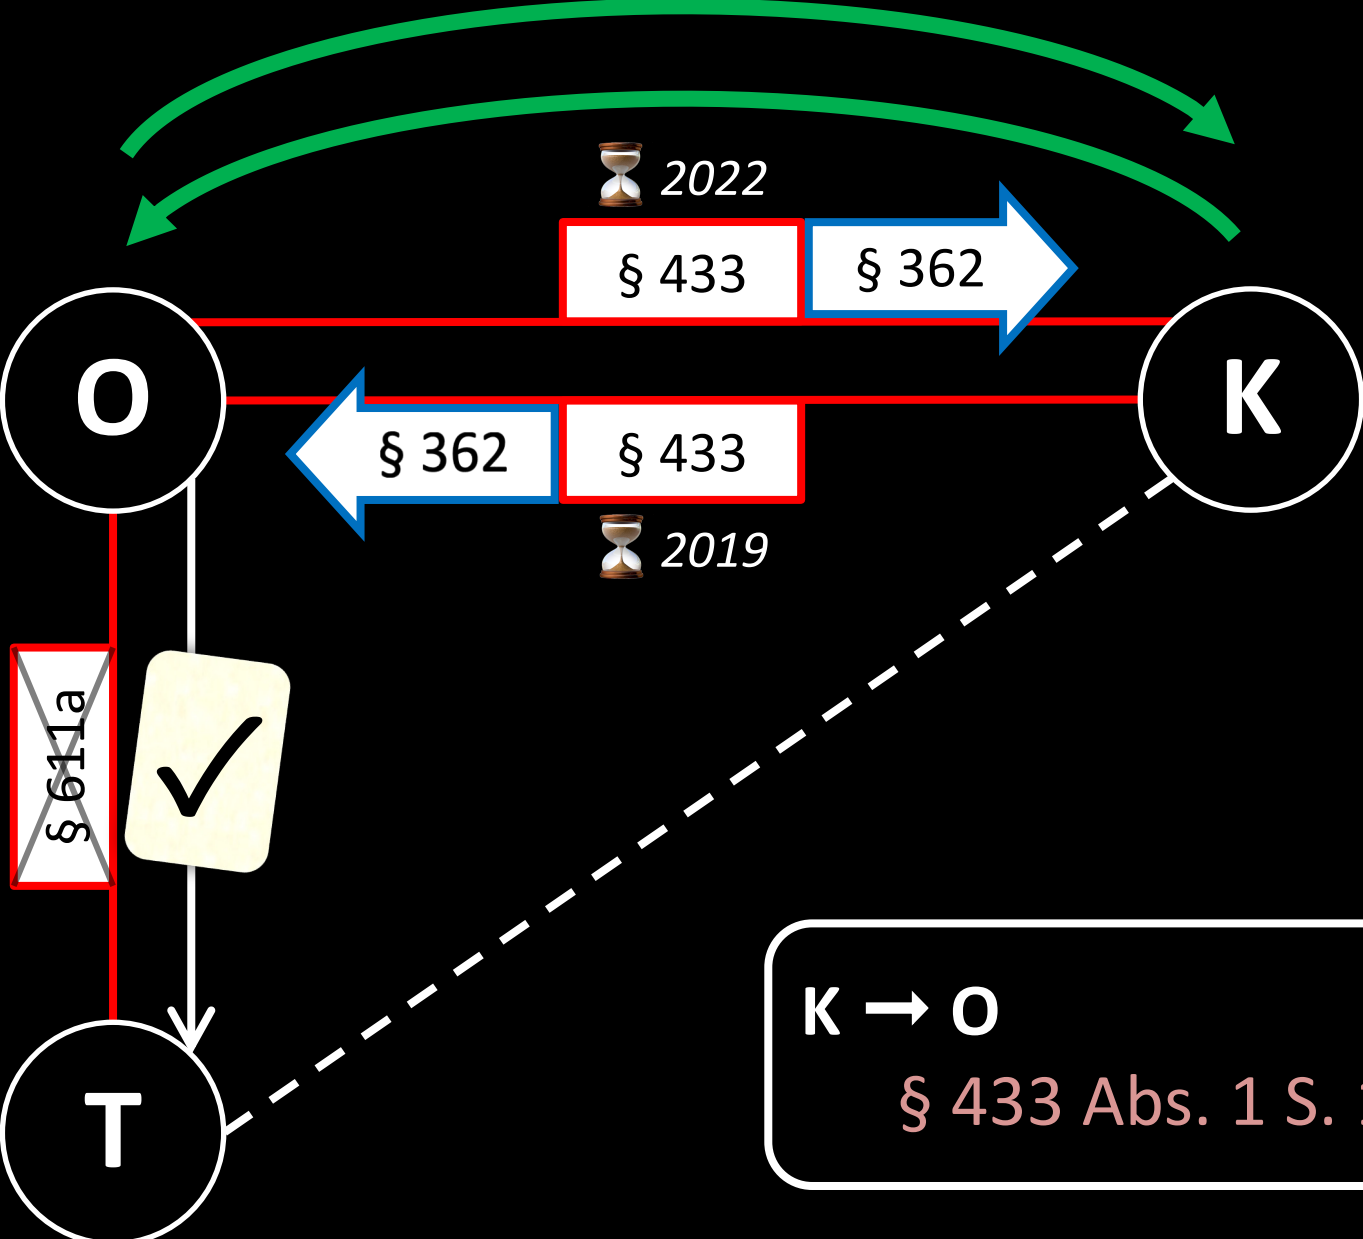 2022
§ 433
§ 362
O
K
§ 362
§ 433
2019
§ 611a
✓
T
K → O
§ 433 Abs. 1 S.